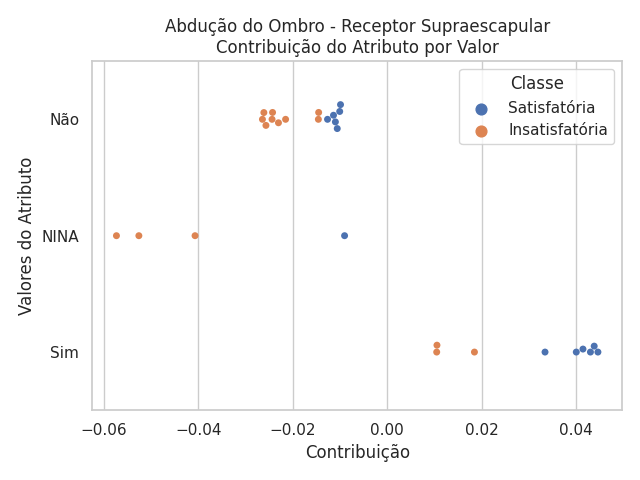 Abdução do Ombro - Receptor Supraescapular
Contribuição do Atributo por Valor
Classe
Satisfatória
Insatisfatória
Valores do Atributo
Não
NINA
Sim
−0.06
−0.04
−0.02
0.00
0.02
0.04
Contribuição